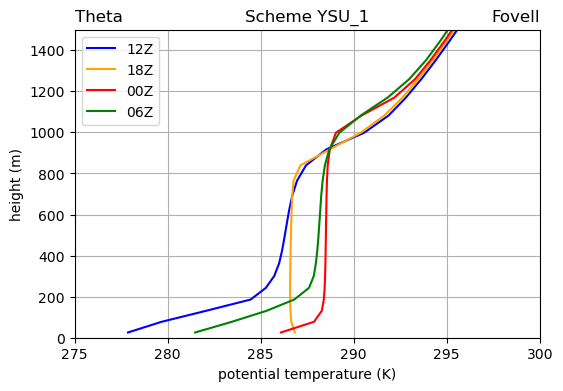 Theta Scheme YSU_1 Fovell
1400
1200
1000
800
600
400
200
0
height (m)
12Z
18Z
00Z
06Z
275 280 285 290 295 300
potential temperature (K)